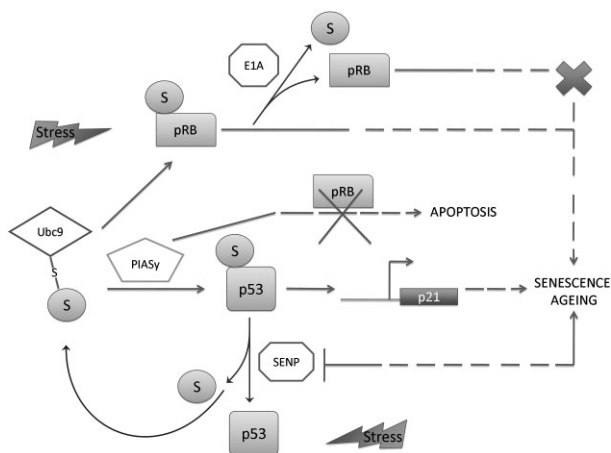 S
E1A
pRB
S
pRB
Stress
pRB
APOPTOSIS
Ubc9
S
PIASy
S
S
p53
p21
SENESCENCE
AGEING
SENP
S
p53
Stress